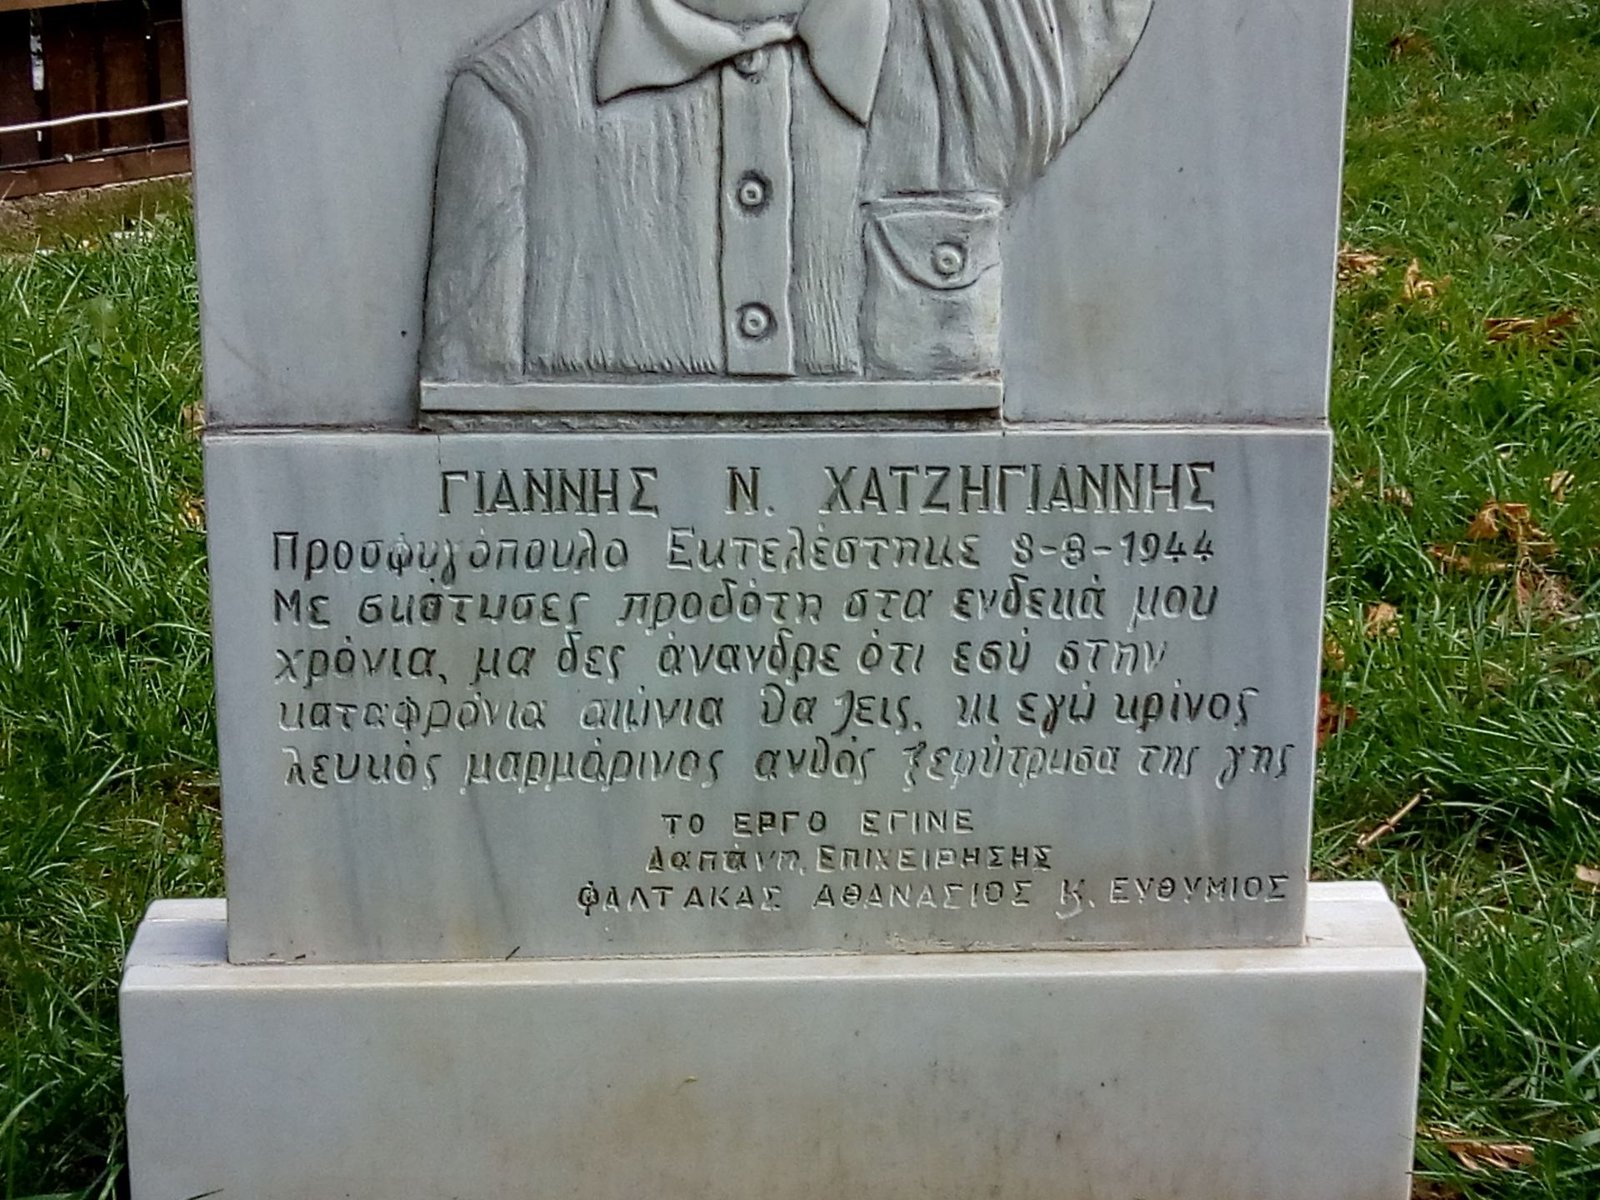 ΓΙΑΝΝΗΣ Ν. ΧΑΤΖΗΓΙΑΝΝΗΣ
Προσφυγόπουλο Εκτελέστηκε 8-8-1944
Με σκότωσες προδότη στα ενδεκά μου
χρόνια, μα δες άνανδρε ότι εσύ στην
καταφρόνια αιώνια θα ζεις, κι εγώ κρίνος
λευκός μαρμάρινος ανθός ξεφύτρωσα της γης
ΤΟ ΕΡΓΟ ΕΓΙΝΕ
Δαπάνη ΕΠΙΧΕΙΡΗΣΗΣ
ΦΑΛΤΑΚΑΣ ΑΘΑΝΑΣΙΟΣ Κ. ΕΥΘΥΜΙΟΣ